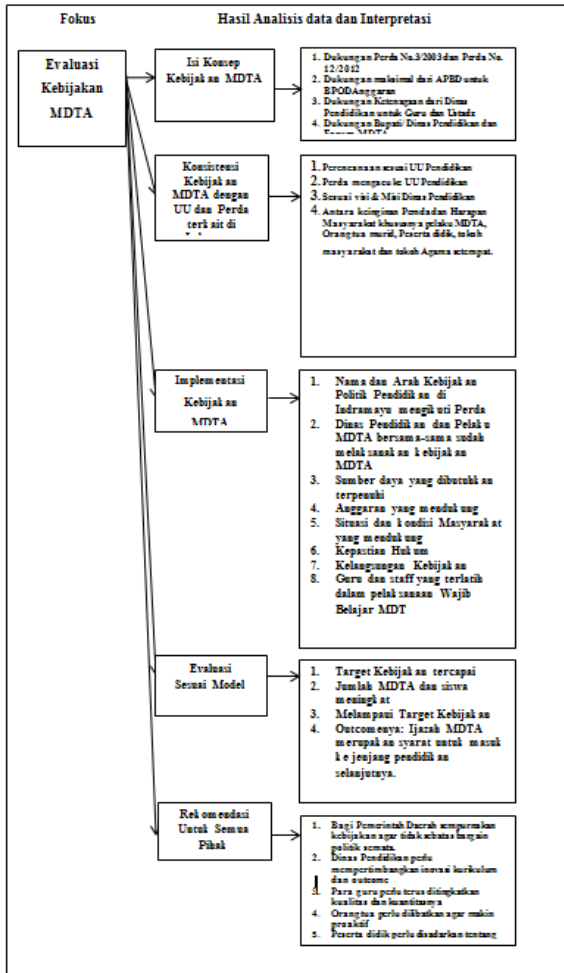 Fokus
Hasil Analisis data dan Interpretasi
Evaluasi
Kebijakan
MDTA
Isi Konsep
Kebijakan MDTA
1. Dukungan Perda No.3/2003 dan Perda No.
12/2012
2. Dukungan maksimal dari APBD untuk
BPODAnggaran
3. Dukungan Ketenagaan dari Dinas
Pendidikan untuk Guru dan Ustadz
4. Dukungan Bupati/ Dinas Pendidikan dan
MDTA
Konsistensi
Kebijakan
MDTA dengan
UU dan Perda
terkait di
1. Perencanaan sesuai UU Pendidikan
2. Perda mengacu ke UU Pendidikan
3. Sesuai visi & Misi Dinas Pendidikan
4. Antara keinginan Pemda dan Harapan
Masyarakat khususnya pelaku MDTA,
Orangtua murid, Peserta didik, tokoh
masyarakat dan tokoh Agama setempat.
Implementasi
Kebijakan
MDTA
1. Nama dan Arah Kebijakan
Politik Pendidikan di
Indramayu mengikuti Perda
2. Dinas Pendidikan dan Pelaku
MDTA bersama-sama sudah
melaksanakan kebijakan
MDTA
3. Sumber daya yang dibutuhkan
terpenuhi
4. Anggaran yang mendukung
5. Situasi dan kondisi Masyarakat
yang mendukung
6. Kepastian Hukum
7. Kelangsungan Kebijakan
8. Guru dan staff yang terlatih
dalam pelaksanaan Wajib
Belajar MDT
Evaluasi
Sesuai Model
1. Target Kebijakan tercapai
2. Jumlah MDTA dan siswa
meningkat
3. Melampaui Target Kebijakan
4. Outcomenya: Ijazah MDTA
merupakan syarat untuk masuk
ke jenjang pendidikan
selanjutnya.
Rekomendasi
Untuk Semua
Pihak
1. Bagi Pemerintah Daerah sempurnakan
kebijakan agar tidak sebatas bargain
politik semata.
2. Dinas Pendidikan perlu
mempertimbangkan inovasi kurikulum
dan outcome
3. Para guru perlu terus ditingkatkan
kualitas dan kuantitasnya
4. Orangtua perlu dilibatkan agar makin
proaktif
5. Peserta didik perlu disadarkan tentang